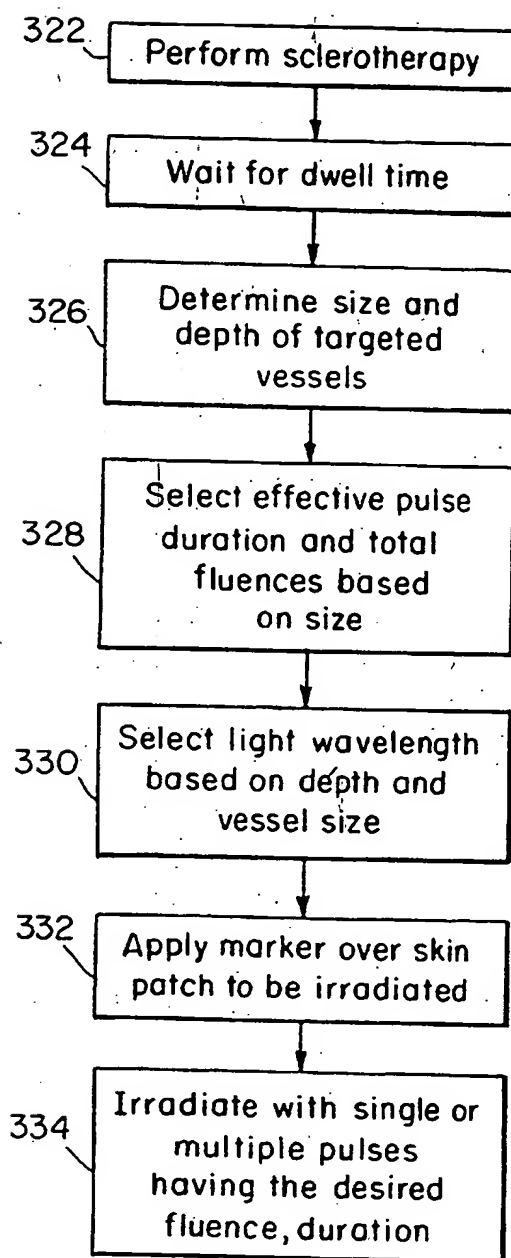 322
Perform sclerotherapy
324
Wait for dwell time
326
Determine size and
depth of targeted
vessels
328
Select effective pulse
duration and total
fluences based
on size
330
Select light wavelength
based on depth and
vessel size
332
Apply marker over skin
patch to be irradiated
334
Irradiate with single or
multiple pulses
having the desired
fluence, duration